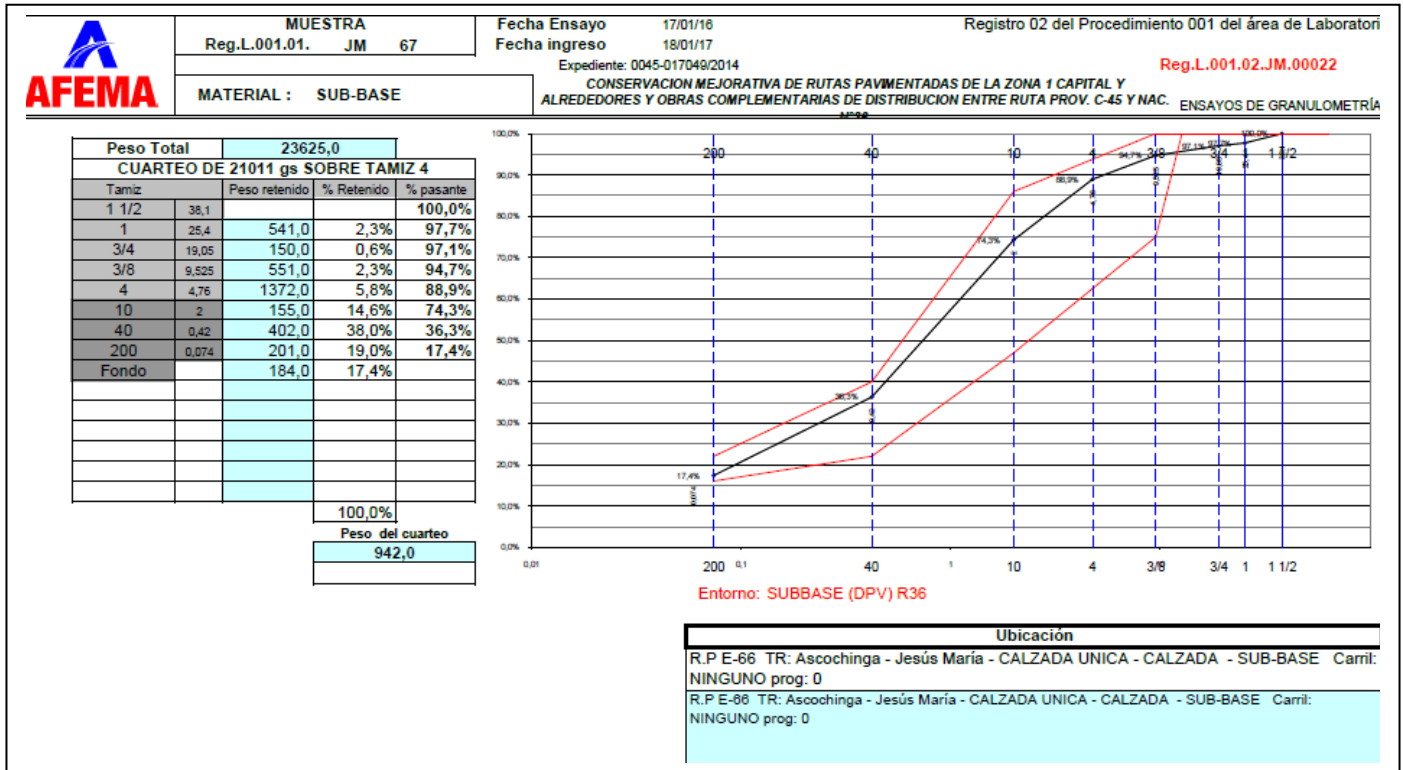 AFEMA
MUESTRA
Reg.L.001.01. JM 67
MATERIAL : SUB-BASE
Fecha Ensayo 17/01/16
Fecha ingreso 18/01/17
Expediente: 0045-017049/2014
Registro 02 del Procedimiento 001 del área de Laboratori
Reg.L.001.02.JM.00022
CONSERVACION MEJORATIVA DE RUTAS PAVIMENTADAS DE LA ZONA 1 CAPITAL Y
ALREDEDORES Y OBRAS COMPLEMENTARIAS DE DISTRIBUCION ENTRE RUTA PROV. C-45 Y NAC.
ENSAYOS DE GRANULOMETRÍA
Peso Total 23625,0
CUARTEO DE 21011 gs SOBRE TAMIZ 4
Tamiz Peso retenido % Retenido % pasante
1 1/2 38,1 100,0%
1 25,4 541,0 2,3% 97,7%
3/4 19,05 150,0 0,6% 97,1%
3/8 9,525 551,0 2,3% 94,7%
4 4,76 1372,0 5,8% 88,9%
10 2 155,0 14,6% 74,3%
40 0,42 402,0 38,0% 36,3%
200 0,074 201,0 19,0% 17,4%
Fondo 184,0 17,4%
100,0%
Peso del cuarteo
942,0
100,0%
90,0%
80,0%
70,0%
60,0%
50,0%
40,0%
30,0%
20,0%
10,0%
0,0%
200 40 10 4 3/8 3/4 1 1 1/2
17,4% 36,3% 74,3% 88,9% 94,7% 97,1% 97,7% 100,0%
0,074 0,42 2 4,76 9,525
0,01 200 0,1 40 1 10 4 3/8 3/4 1 1 1/2
Entorno: SUBBASE (DPV) R36
Ubicación
R.P E-66 TR: Ascochinga - Jesús María - CALZADA UNICA - CALZADA - SUB-BASE Carril:
NINGUNO prog: 0
R.P E-66 TR: Ascochinga - Jesús María - CALZADA UNICA - CALZADA - SUB-BASE Carril:
NINGUNO prog: 0